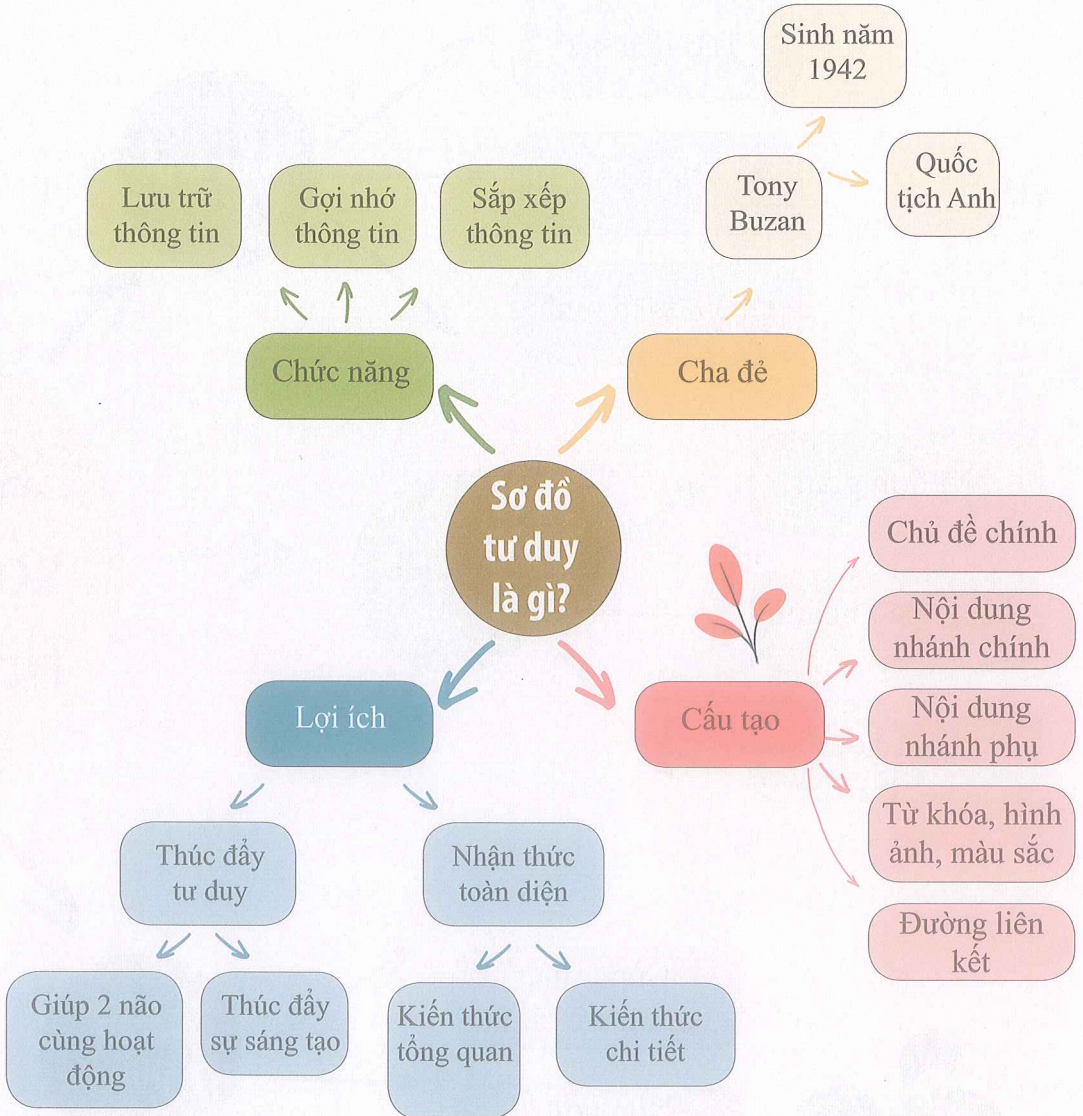 Sinh năm
1942
Quốc
tịch Anh
Tony
Buzan
Lưu trữ
thông tin
Gợi nhớ
thông tin
Sắp xếp
thông tin
Chức năng
Cha đẻ
Sơ đồ
tư duy
là gì?
Chủ đề chính
Nội dung
nhánh chính
Nội dung
nhánh phụ
Từ khóa, hình
ảnh, màu sắc
Đường liên
kết
Lợi ích
Cấu tạo
Thúc đẩy
tư duy
Nhận thức
toàn diện
Giúp 2 não
cùng hoạt
động
Thúc đẩy
sự sáng tạo
Kiến thức
tổng quan
Kiến thức
chi tiết